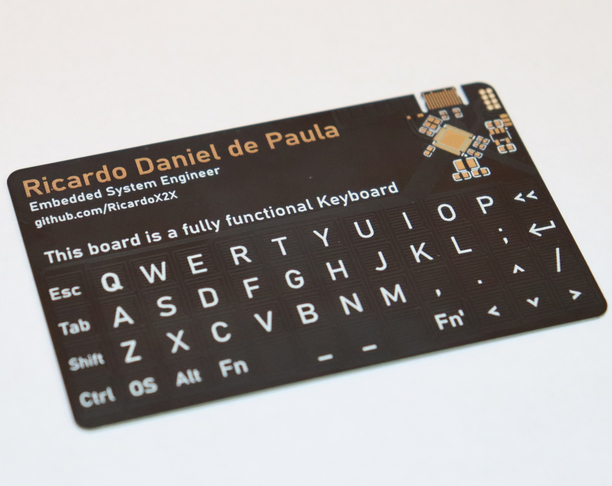 Ricardo Daniel de Paula
Embedded System Engineer
github.com/RicardoX2X
This board is a fully functional Keyboard
Esc Q W E R T Y U I O P <<
Tab A S D F G H J K L ; ↵
Shift Z X C V B N M , . ^ /
Ctrl OS Alt Fn _ _ Fn' < v >